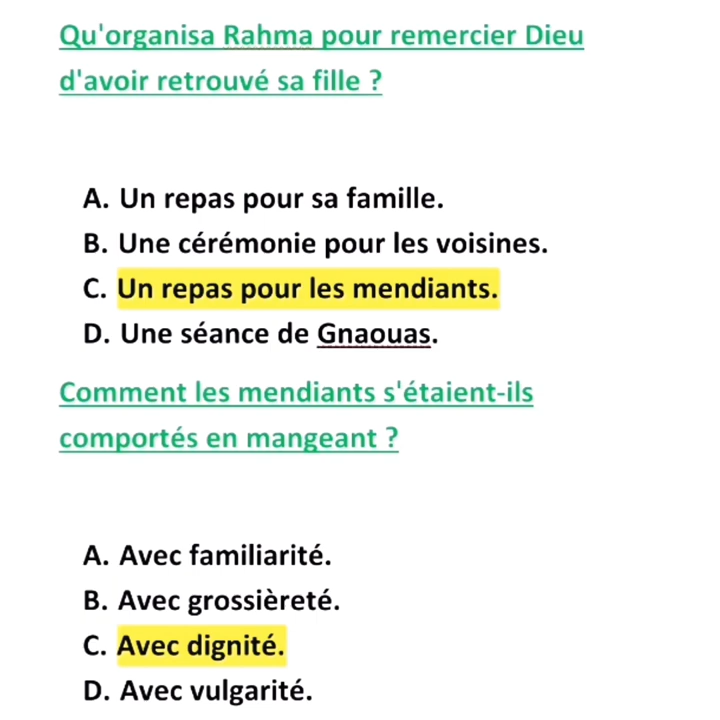 Qu'organisa Rahma pour remercier Dieu
d'avoir retrouvé sa fille ?
A. Un repas pour sa famille.
B. Une cérémonie pour les voisines.
C. Un repas pour les mendiants.
D. Une séance de Gnaouas.
Comment les mendiants s'étaient-ils
comportés en mangeant ?
A. Avec familiarité.
B. Avec grossièreté.
C. Avec dignité.
D. Avec vulgarité.